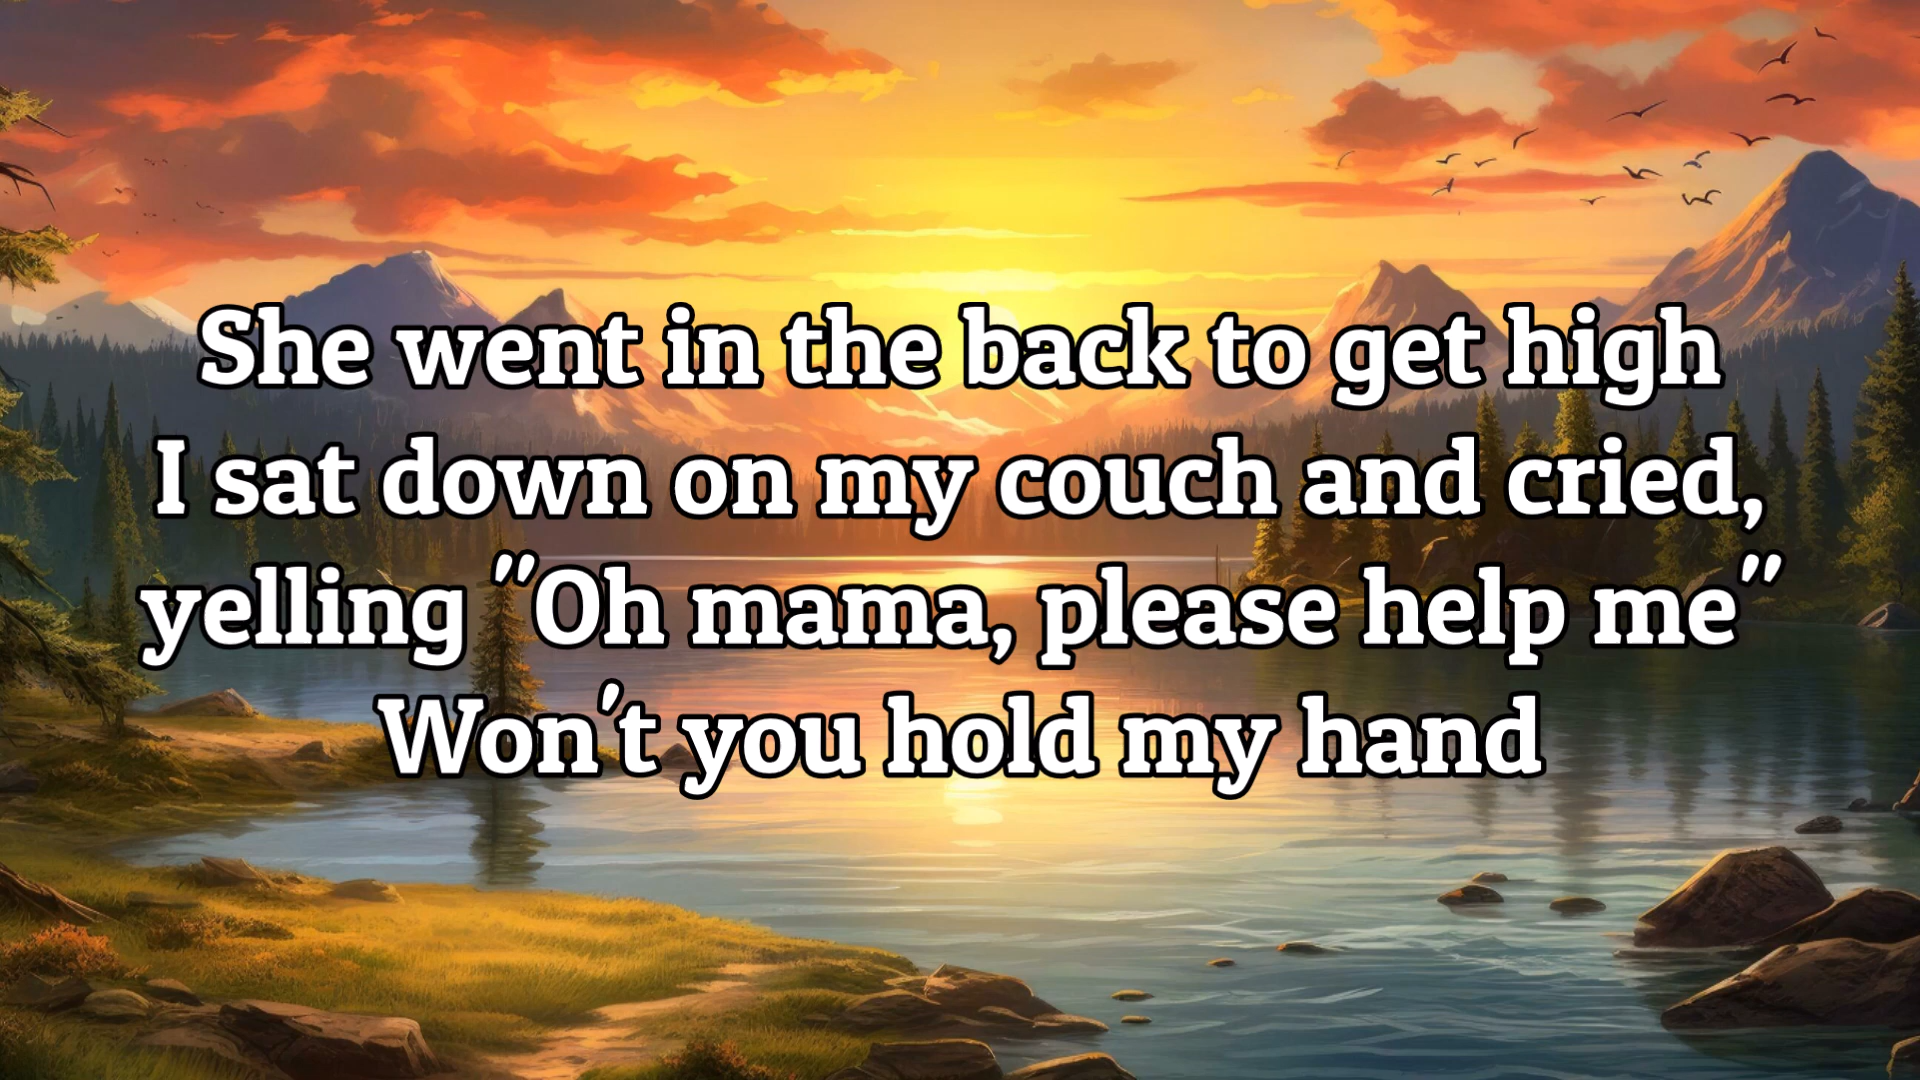 She went in the back to get high
I sat down on my couch and cried,
yelling "Oh mama, please help me"
Won't you hold my hand